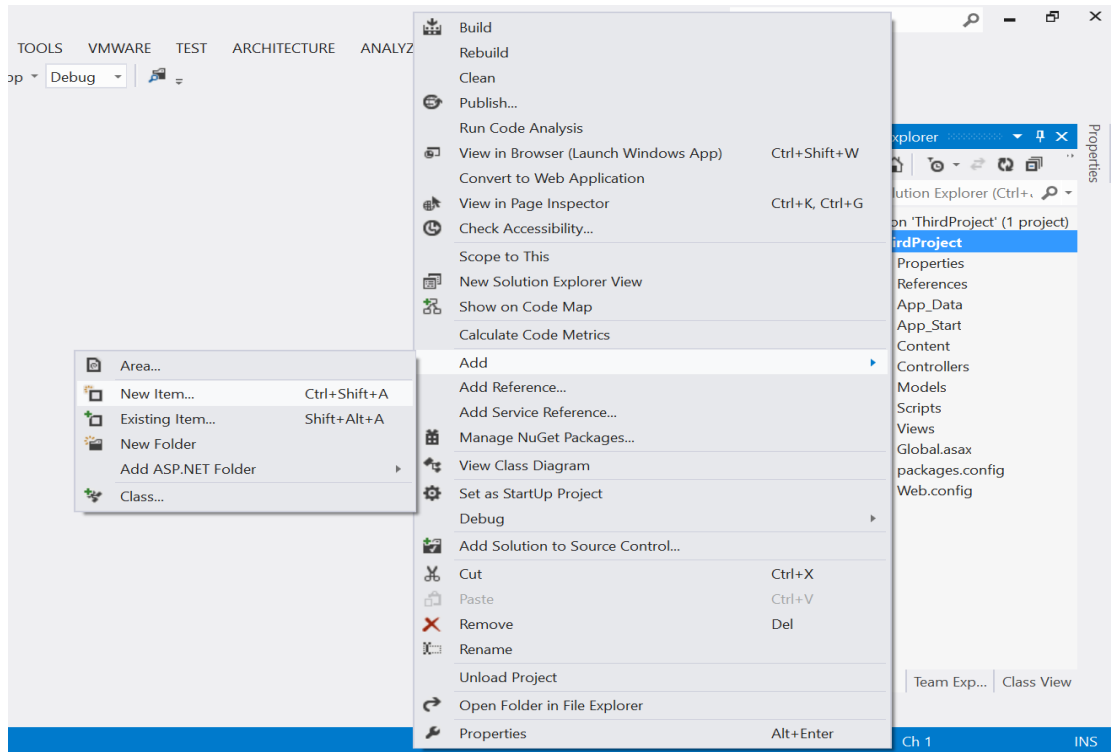 TOOLS VMWARE TEST ARCHITECTURE ANALYZ
op Debug
Build
Rebuild
Clean
Publish...
Run Code Analysis
View in Browser (Launch Windows App) Ctrl+Shift+W
Convert to Web Application
View in Page Inspector Ctrl+K, Ctrl+G
Check Accessibility...
Scope to This
New Solution Explorer View
Show on Code Map
Calculate Code Metrics
Add
Add Reference...
Add Service Reference...
Manage NuGet Packages...
View Class Diagram
Set as StartUp Project
Debug
Add Solution to Source Control...
Cut Ctrl+X
Paste Ctrl+V
Remove Del
Rename
Unload Project
Open Folder in File Explorer
Properties Alt+Enter
Area...
New Item... Ctrl+Shift+A
Existing Item... Shift+Alt+A
New Folder
Add ASP.NET Folder
Class...
xplorer
lution Explorer (Ctrl+
on 'ThirdProject' (1 project)
irdProject
Properties
References
App_Data
App_Start
Content
Controllers
Models
Scripts
Views
Global.asax
packages.config
Web.config
Team Exp... Class View
Properties
Ch 1 INS